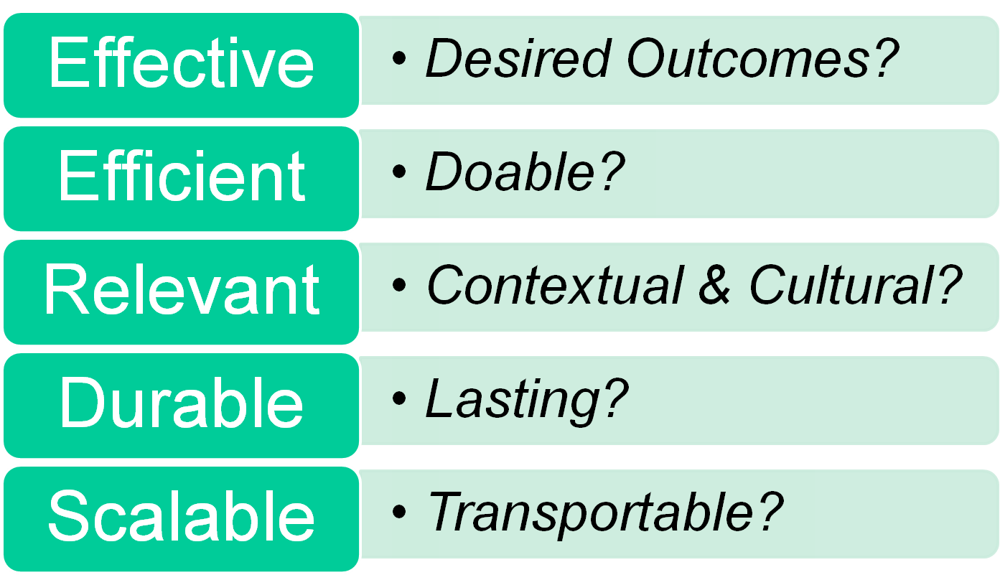 Effective
• Desired Outcomes?
Efficient
• Doable?
Relevant
• Contextual & Cultural?
Durable
• Lasting?
Scalable
• Transportable?